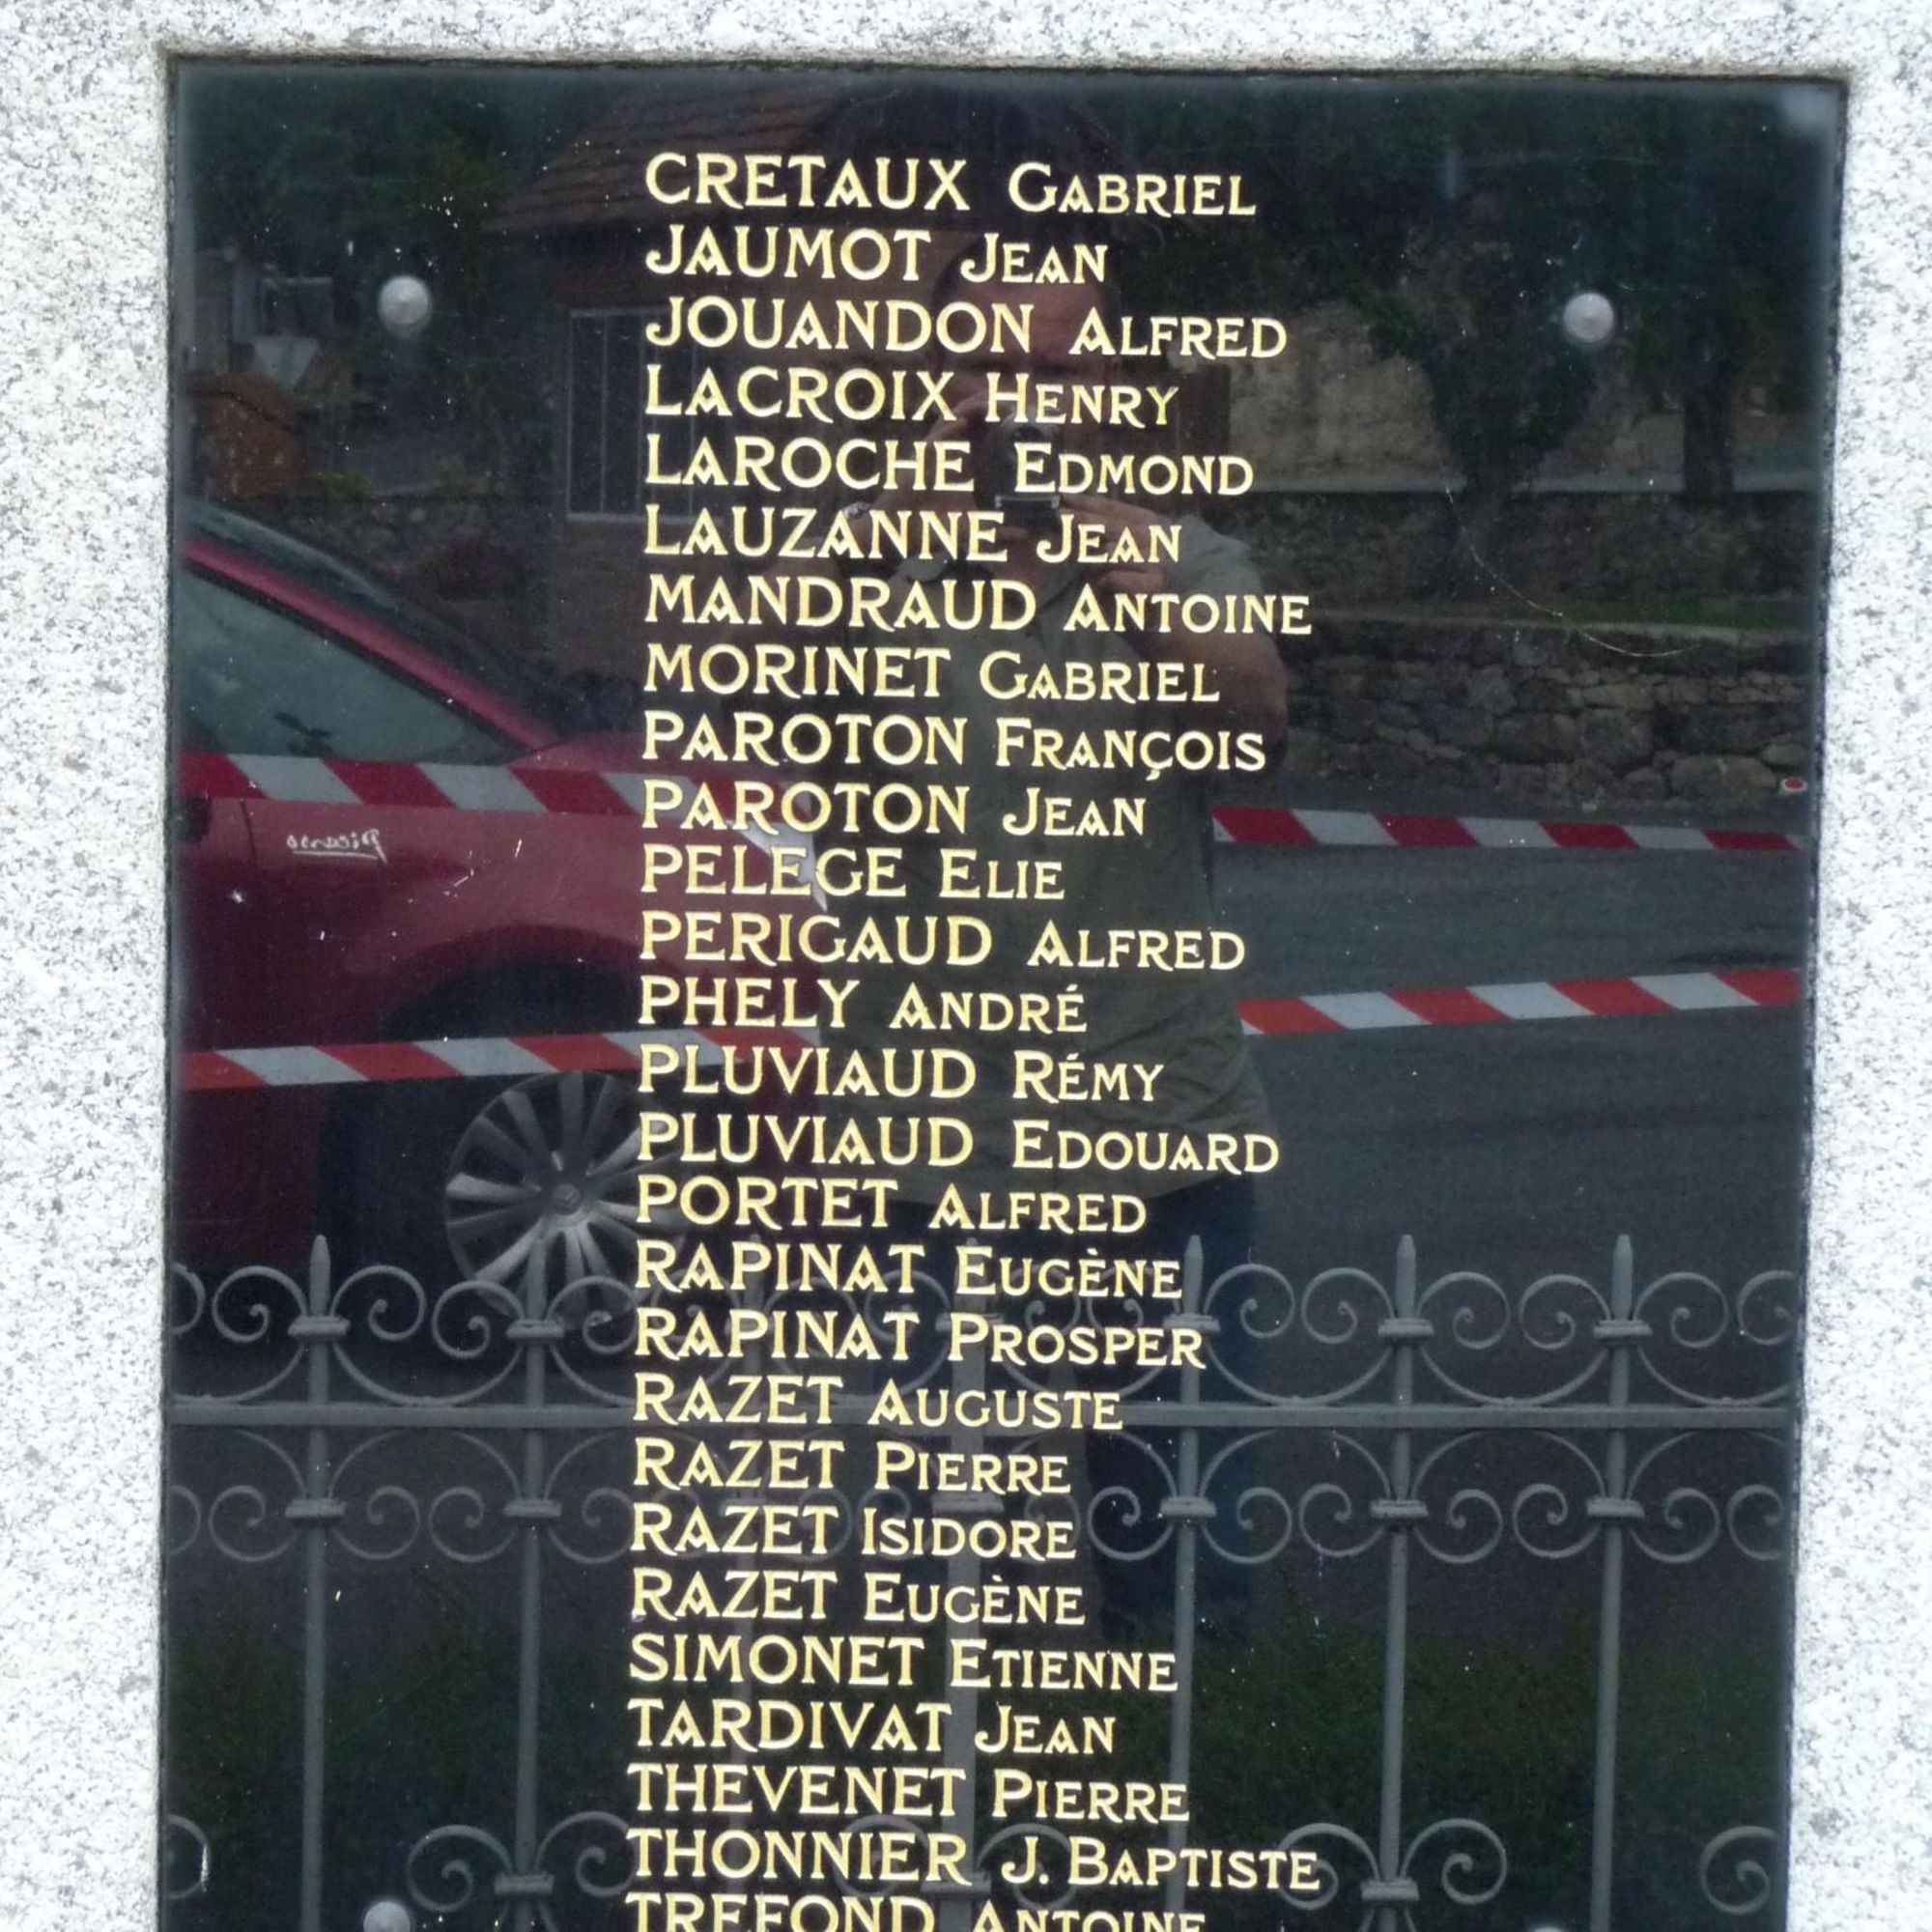 CRETAUX GABRIEL
JAUMOT JEAN
JOUANDON ALFRED
LACROIX HENRY
LAROCHE EDMOND
LAUZANNE JEAN
MANDRAUD ANTOINE
MORINET GABRIEL
PAROTON FRANÇOIS
PAROTON JEAN
PELEGE ELIE
PERIGAUD ALFRED
PHELY ANDRÉ
PLUVIAUD RÉMY
PLUVIAUD EDOUARD
PORTET ALFRED
RAPINAT EUGÈNE
RAPINAT PROSPER
RAZET AUGUSTE
RAZET PIERRE
RAZET ISIDORE
RAZET EUGÈNE
SIMONET ETIENNE
TARDIVAT JEAN
THEVENET PIERRE
THONNIER J. BAPTISTE
TREFOND ANTOINE